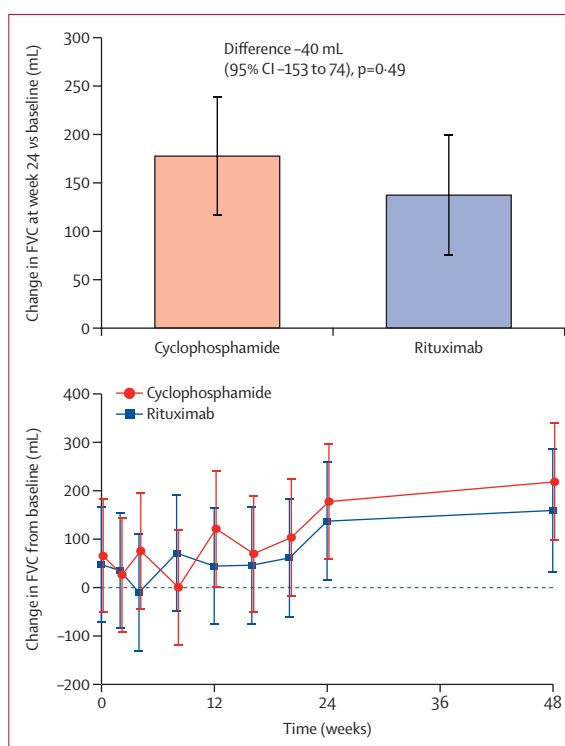 300
250
200
150
100
50
0
Change in FVC at week 24 vs baseline (mL)
Difference –40 mL
(95% CI –153 to 74), p=0·49
Cyclophosphamide
Rituximab
400
300
200
100
0
–100
–200
Change in FVC from baseline (mL)
Cyclophosphamide
Rituximab
0
12
24
36
48
Time (weeks)